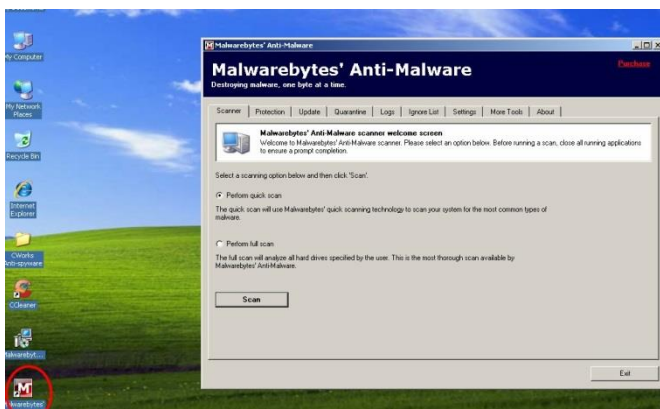 My Computer
My Network
Places
Recycle Bin
Internet
Explorer
CWorks
Anti-spyware
CCleaner
Malwarebyt...
Malwarebytes'
Malwarebytes' Anti-Malware
Malwarebytes' Anti-Malware
Destroying malware, one byte at a time.
Purchase
Scanner Protection Update Quarantine Logs Ignore List Settings More Tools About
Malwarebytes' Anti-Malware scanner welcome screen
Welcome to Malwarebytes' Anti-Malware scanner. Please select an option below. Before running a scan, close all running applications
to ensure a prompt completion.
Select a scanning option below and then click 'Scan'.
Perform quick scan
The quick scan will use Malwarebytes' quick scanning technology to scan your system for the most common types of
malware.
Perform full scan
The full scan will analyze all hard drives specified by the user. This is the most thorough scan available by
Malwarebytes' Anti-Malware.
Scan
Exit